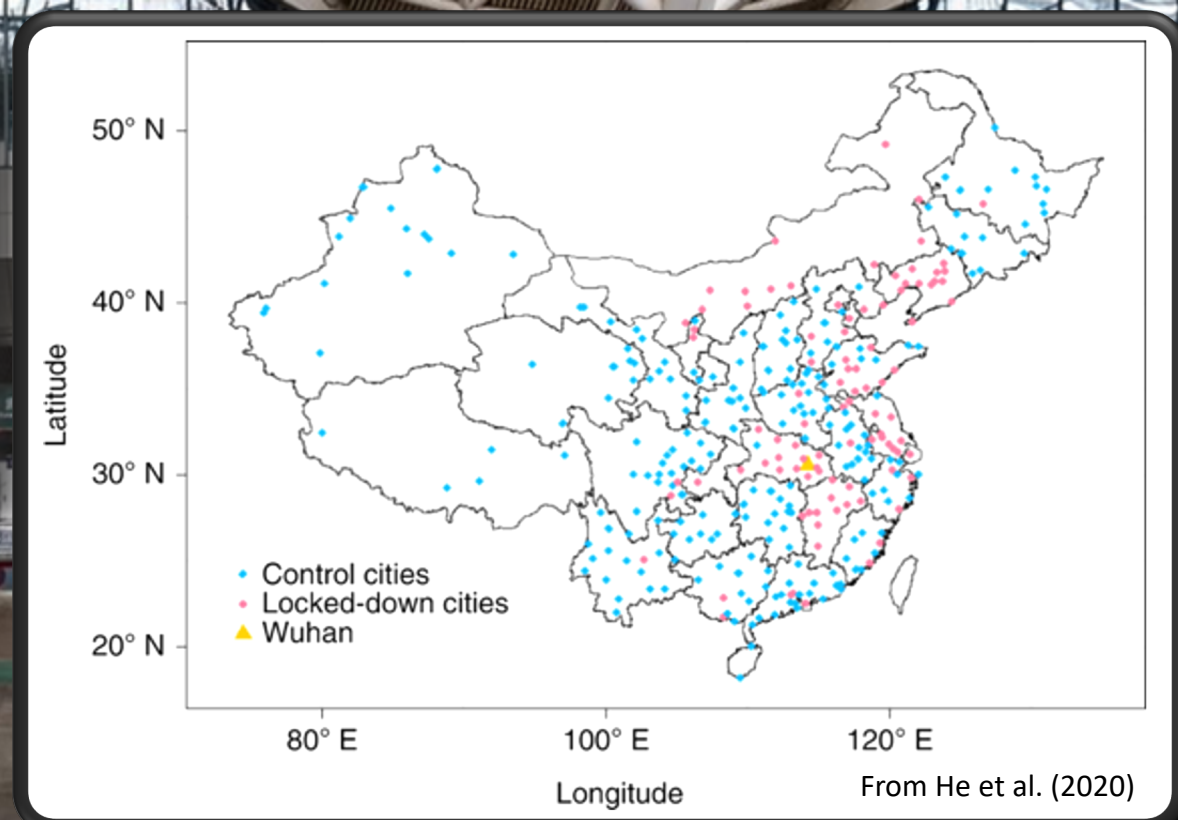 50° N
40° N
30° N
20° N
Latitude
Control cities
Locked-down cities
Wuhan
80° E 100° E 120° E
Longitude
From He et al. (2020)